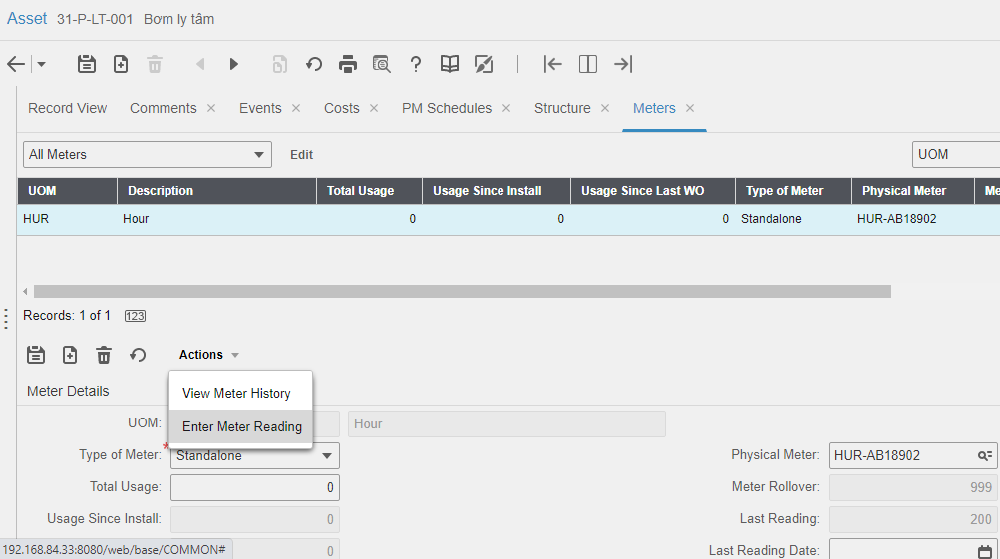 Asset 31-P-LT-001 Bơm ly tâm
Record View Comments Events Costs PM Schedules Structure Meters
All Meters Edit UOM
UOM Description Total Usage Usage Since Install Usage Since Last WO Type of Meter Physical Meter Me
HUR Hour 0 0 0 Standalone HUR-AB18902
Records: 1 of 1 123
Actions
View Meter History
Enter Meter Reading
Meter Details
UOM: Hour
* Type of Meter: Standalone Physical Meter: HUR-AB18902
Total Usage: 0 Meter Rollover: 999
Usage Since Install: 0 Last Reading: 200
192.168.84.33:8080/web/base/COMMON# 0 Last Reading Date: